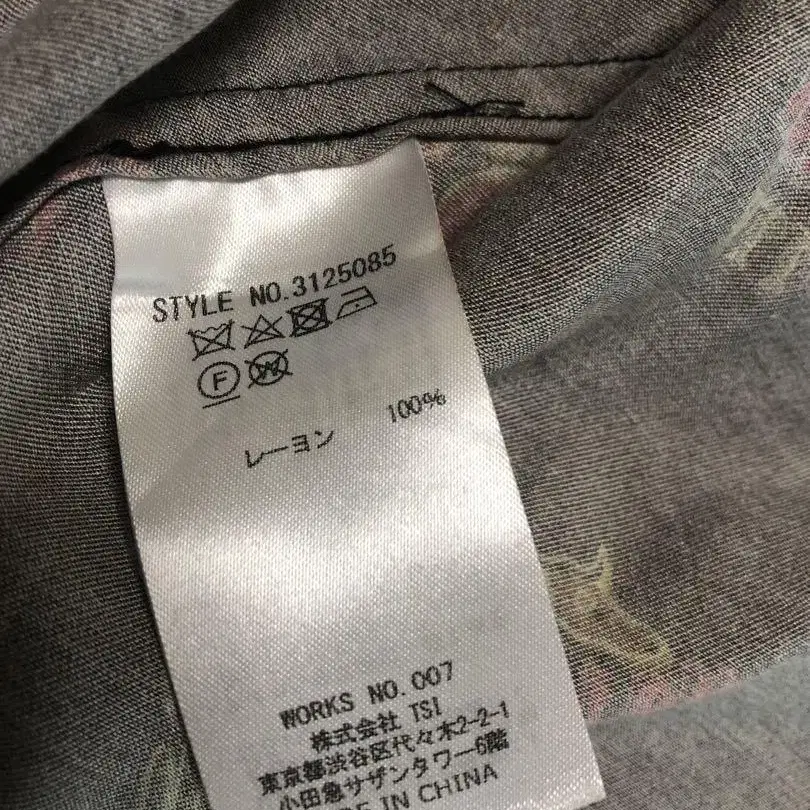 STYLE NO.3125085
F W
レーヨン 100%
WORKS NO.007
株式会社 TSI
東京都渋谷区代々木2-2-1
小田急サザンタワー6階
IN CHINA